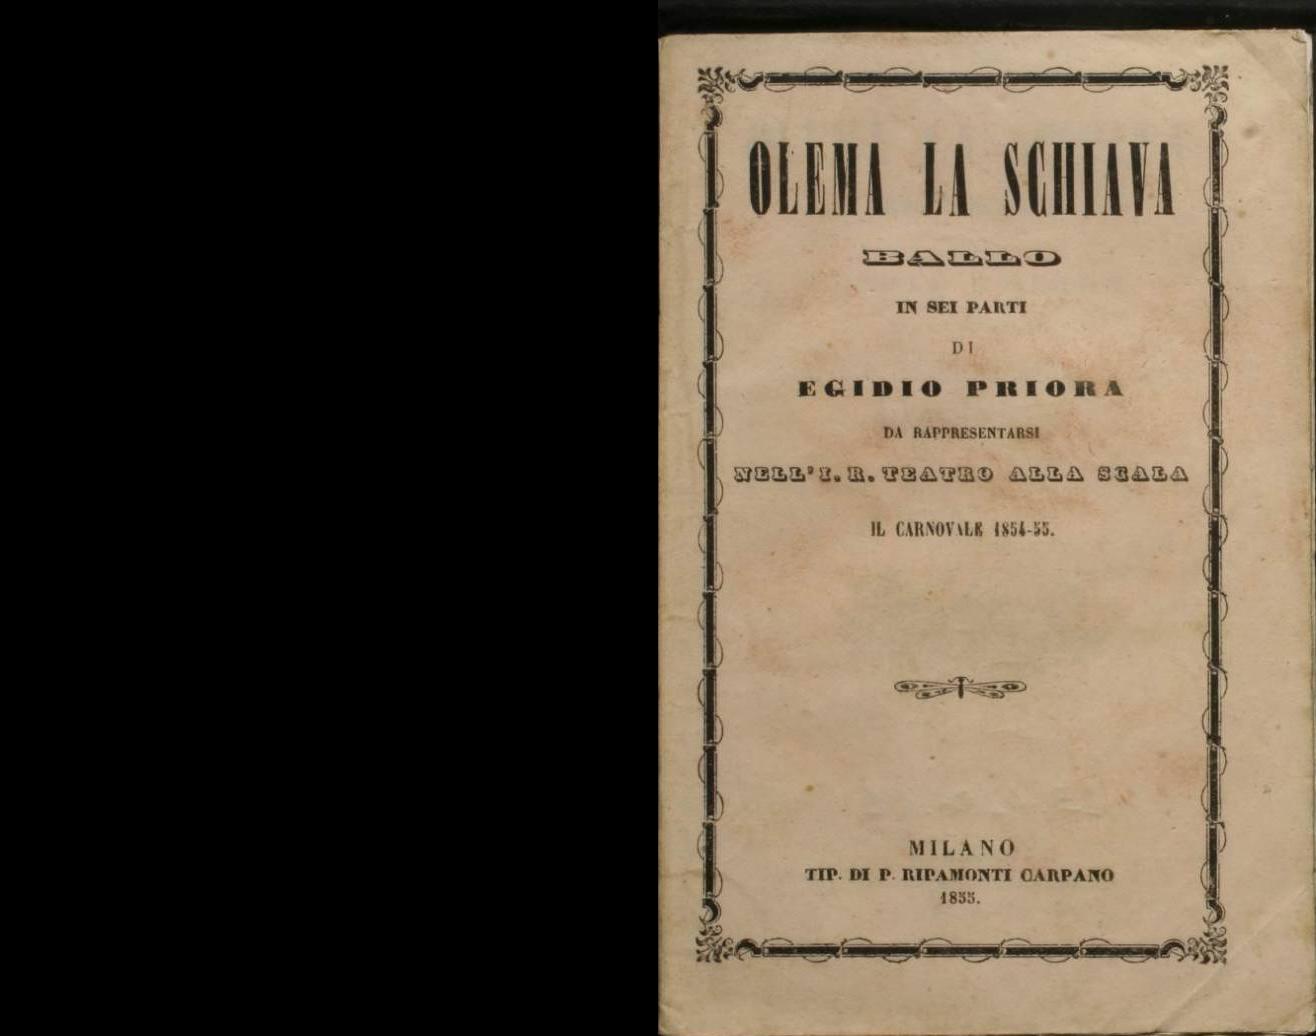 OLEMA LA SCHIAVA
BALLO
IN SEI PARTI
DI
EGIDIO PRIORA
DA RAPPRESENTARSI
NELL' I. R. TEATRO ALLA SCALA
IL CARNOVALE 1854-55.
MILANO
TIP. DI P. RIPAMONTI CARPANO
1855.